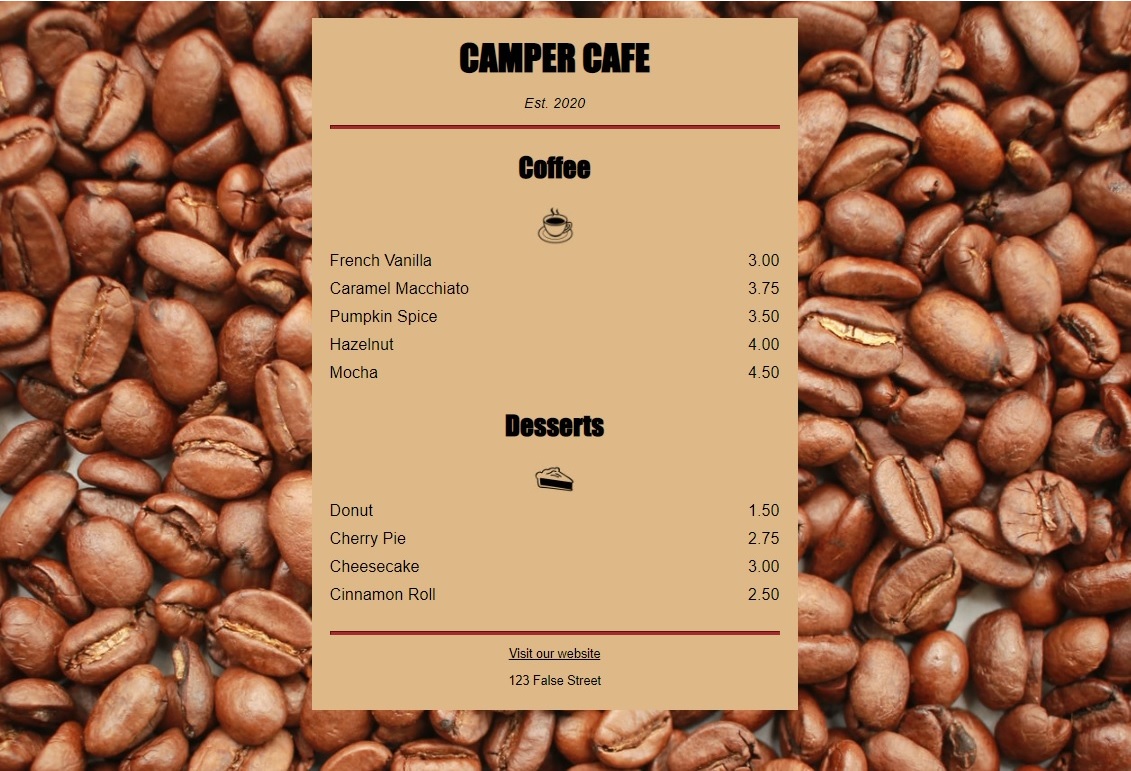 CAMPER CAFE
Est. 2020
Coffee
French Vanilla 3.00
Caramel Macchiato 3.75
Pumpkin Spice 3.50
Hazelnut 4.00
Mocha 4.50
Desserts
Donut 1.50
Cherry Pie 2.75
Cheesecake 3.00
Cinnamon Roll 2.50
Visit our website
123 False Street